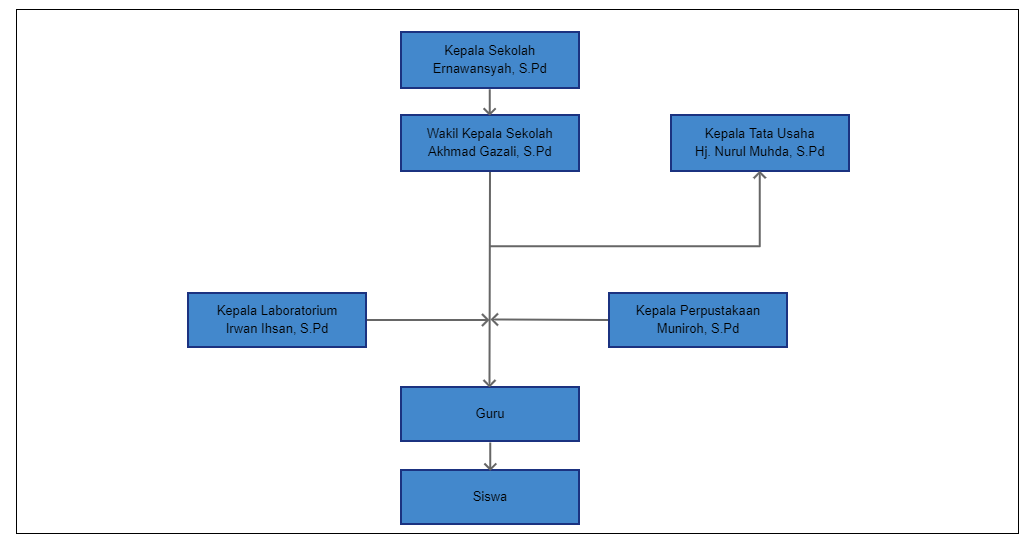 Kepala Sekolah
Ernawansyah, S.Pd
Wakil Kepala Sekolah
Akhmad Gazali, S.Pd
Kepala Tata Usaha
Hj. Nurul Muhda, S.Pd
Kepala Laboratorium
Irwan Ihsan, S.Pd
Kepala Perpustakaan
Muniroh, S.Pd
Guru
Siswa